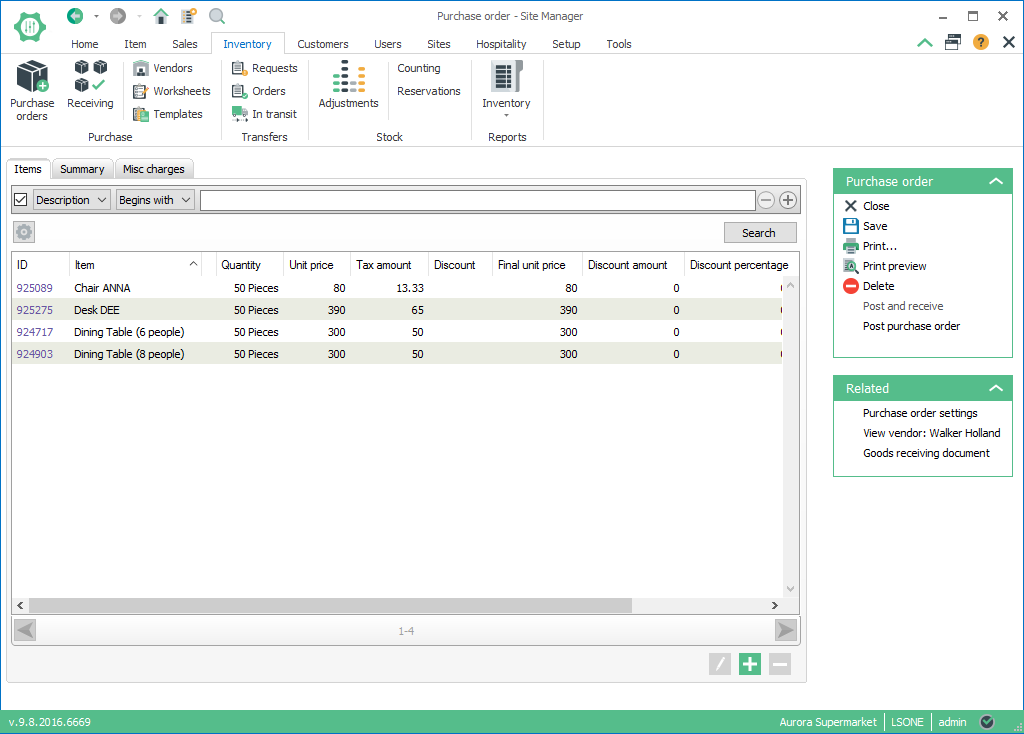 Purchase order - Site Manager
Home Item Sales Inventory Customers Users Sites Hospitality Setup Tools
Purchase orders
Receiving
Vendors
Worksheets
Templates
Purchase
Requests
Orders
In transit
Transfers
Adjustments
Counting
Reservations
Stock
Inventory
Reports
Items Summary Misc charges
Description Begins with
Search
ID Item Quantity Unit price Tax amount Discount Final unit price Discount amount Discount percentage
925089 Chair ANNA 50 Pieces 80 13.33 80 0
925275 Desk DEE 50 Pieces 390 65 390 0
924717 Dining Table (6 people) 50 Pieces 300 50 300 0
924903 Dining Table (8 people) 50 Pieces 300 50 300 0
1-4
Purchase order
Close
Save
Print...
Print preview
Delete
Post and receive
Post purchase order
Related
Purchase order settings
View vendor: Walker Holland
Goods receiving document
v.9.8.2016.6669
Aurora Supermarket LSONE admin